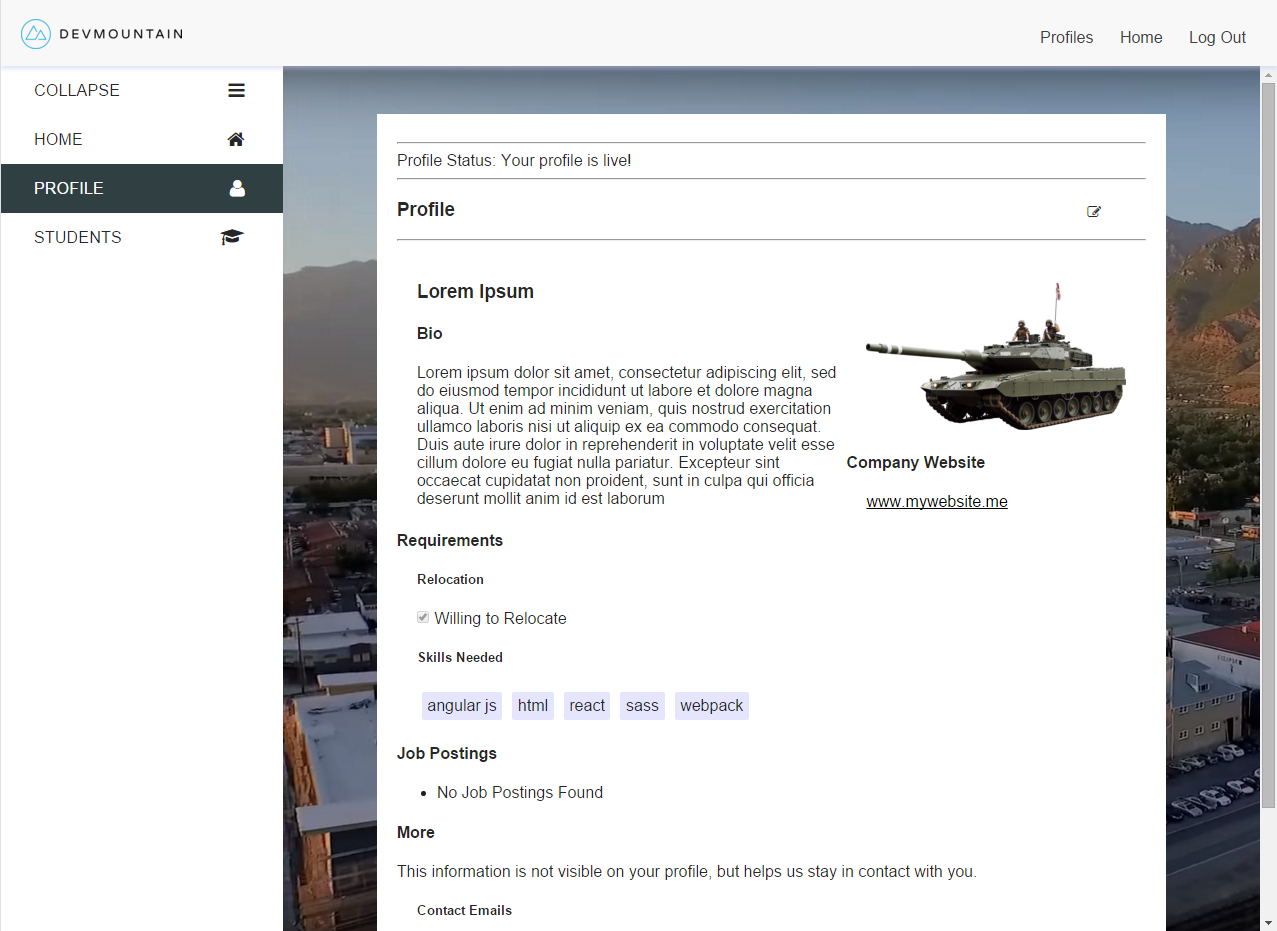 DEVMOUNTAIN
Profiles Home Log Out
COLLAPSE
HOME
PROFILE
STUDENTS
Profile Status: Your profile is live!
Profile
Lorem Ipsum
Bio
Lorem ipsum dolor sit amet, consectetur adipiscing elit, sed
do eiusmod tempor incididunt ut labore et dolore magna
aliqua. Ut enim ad minim veniam, quis nostrud exercitation
ullamco laboris nisi ut aliquip ex ea commodo consequat.
Duis aute irure dolor in reprehenderit in voluptate velit esse
cillum dolore eu fugiat nulla pariatur. Excepteur sint
occaecat cupidatat non proident, sunt in culpa qui officia
deserunt mollit anim id est laborum
Company Website
www.mywebsite.me
Requirements
Relocation
Willing to Relocate
Skills Needed
angular js html react sass webpack
Job Postings
No Job Postings Found
More
This information is not visible on your profile, but helps us stay in contact with you.
Contact Emails